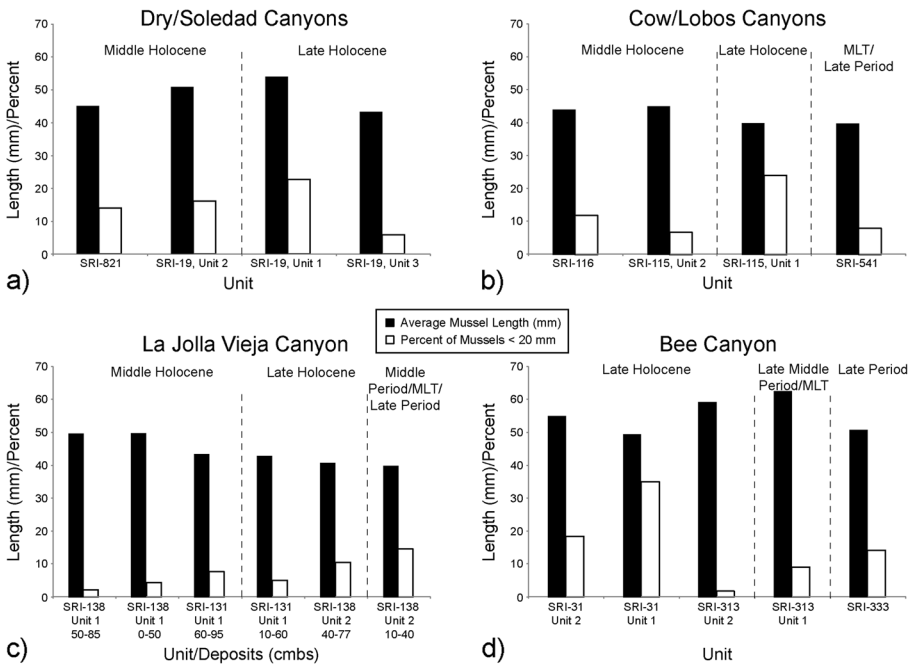 Dry/Soledad Canyons
Middle Holocene
Late Holocene
Length (mm)/Percent
70
60
50
40
30
20
10
0
SRI-821
SRI-19, Unit 2
SRI-19, Unit 1
SRI-19, Unit 3
a)
Unit
Cow/Lobos Canyons
Middle Holocene
Late Holocene
MLT/
Late Period
Length (mm)/Percent
70
60
50
40
30
20
10
0
SRI-116
SRI-115, Unit 2
SRI-115, Unit 1
SRI-541
b)
Unit
Average Mussel Length (mm)
Percent of Mussels < 20 mm
La Jolla Vieja Canyon
Middle Holocene
Late Holocene
Middle
Period/MLT/
Late Period
Length (mm)/Percent
70
60
50
40
30
20
10
0
SRI-138
Unit 1
50-85
SRI-138
Unit 1
0-50
SRI-131
Unit 1
60-95
SRI-131
Unit 1
10-60
SRI-138
Unit 2
40-77
SRI-138
Unit 2
10-40
c)
Unit/Deposits (cmbs)
Bee Canyon
Late Holocene
Late Middle
Period/MLT
Late Period
Length (mm)/Percent
70
60
50
40
30
20
10
0
SRI-31
Unit 2
SRI-31
Unit 1
SRI-313
Unit 2
SRI-313
Unit 1
SRI-333
d)
Unit